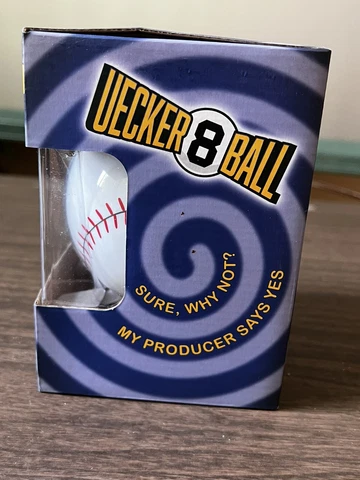 UECKER 8 BALL
SURE, WHY NOT?
MY PRODUCER SAYS YES